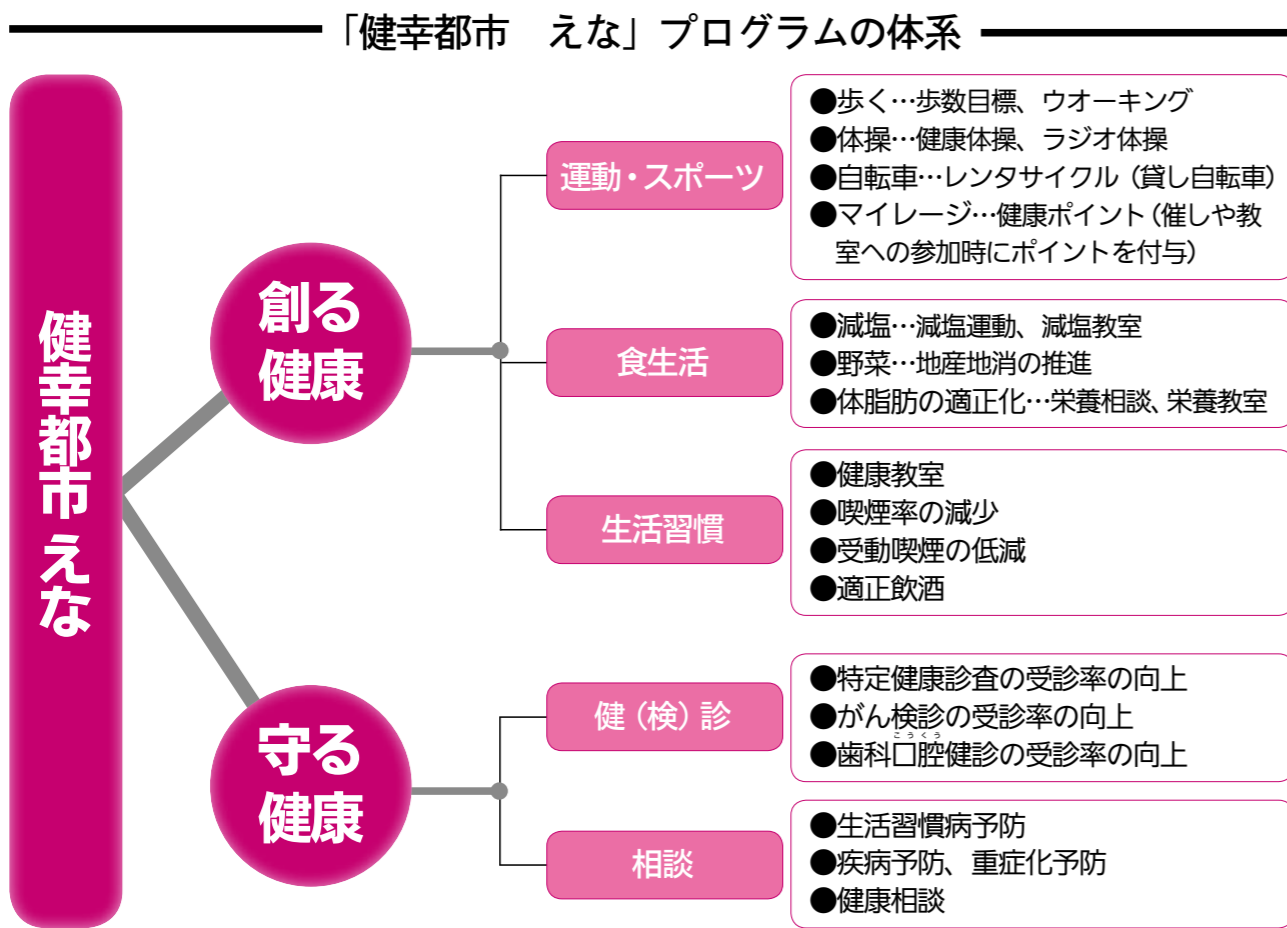 「健幸都市　えな」プログラムの体系
健幸都市 えな
創る
健康
運動・スポーツ
●歩く…歩数目標、ウオーキング
●体操…健康体操、ラジオ体操
●自転車…レンタサイクル（貸し自転車）
●マイレージ…健康ポイント（催しや教
室への参加時にポイントを付与）
食生活
●減塩…減塩運動、減塩教室
●野菜…地産地消の推進
●体脂肪の適正化…栄養相談、栄養教室
生活習慣
●健康教室
●喫煙率の減少
●受動喫煙の低減
●適正飲酒
守る
健康
健（検）診
●特定健康診査の受診率の向上
●がん検診の受診率の向上
こうくう
●歯科口腔健診の受診率の向上
相談
●生活習慣病予防
●疾病予防、重症化予防
●健康相談